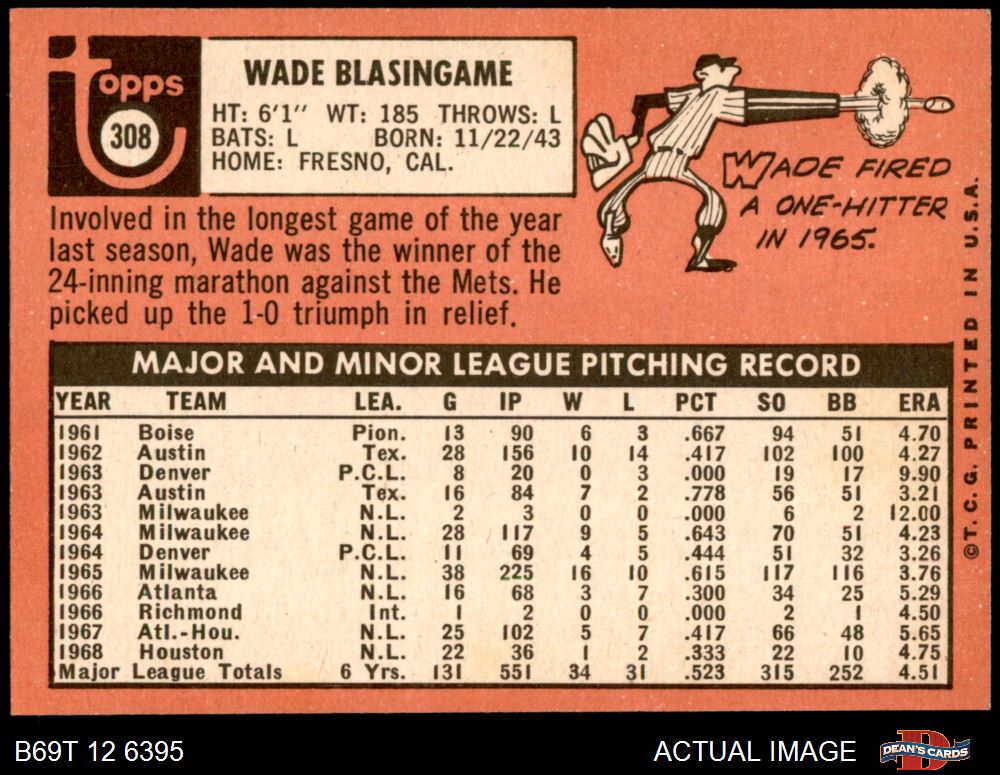 topps
308
WADE BLASINGAME
HT: 6'1" WT: 185 THROWS: L
BATS: L BORN: 11/22/43
HOME: FRESNO, CAL.
WADE FIRED
A ONE-HITTER
IN 1965.
Involved in the longest game of the year
last season, Wade was the winner of the
24-inning marathon against the Mets. He
picked up the 1-0 triumph in relief.
MAJOR AND MINOR LEAGUE PITCHING RECORD
YEAR TEAM LEA. G IP W L PCT SO BB ERA
1961 Boise Pion. 13 90 6 3 .667 94 51 4.70
1962 Austin Tex. 28 156 10 14 .417 102 100 4.27
1963 Denver P.C.L. 8 20 0 3 .000 19 17 9.90
1963 Austin Tex. 16 84 7 2 .778 56 51 3.21
1963 Milwaukee N.L. 2 3 0 0 .000 6 2 12.00
1964 Milwaukee N.L. 28 117 9 5 .643 70 51 4.23
1964 Denver P.C.L. 11 69 4 5 .444 51 32 3.26
1965 Milwaukee N.L. 38 225 16 10 .615 117 116 3.76
1966 Atlanta N.L. 16 68 3 7 .300 34 25 5.29
1966 Richmond Int. 1 2 0 0 .000 2 1 4.50
1967 Atl.-Hou. N.L. 25 102 5 7 .417 66 48 5.65
1968 Houston N.L. 22 36 1 2 .333 22 10 4.75
Major League Totals 6 Yrs. 131 551 34 31 .523 315 252 4.51
©T.C.G. PRINTED IN U.S.A.
B69T 12 6395
ACTUAL IMAGE
DEAN'S CARDS